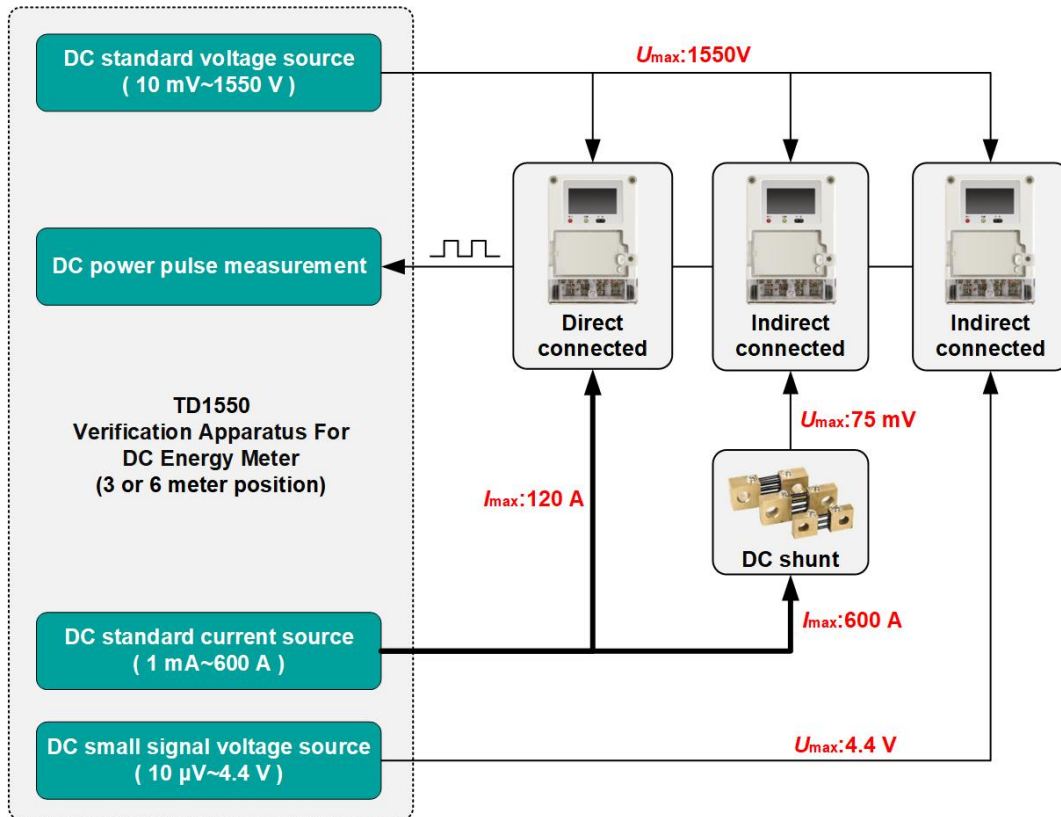 DC standard voltage source
( 10 mV~1550 V )
Umax:1550V
DC power pulse measurement
Direct
connected
Indirect
connected
Indirect
connected
TD1550
Verification Apparatus For
DC Energy Meter
(3 or 6 meter position)
Umax:75 mV
Imax:120 A
DC shunt
DC standard current source
( 1 mA~600 A )
Imax:600 A
DC small signal voltage source
( 10 µV~4.4 V )
Umax:4.4 V